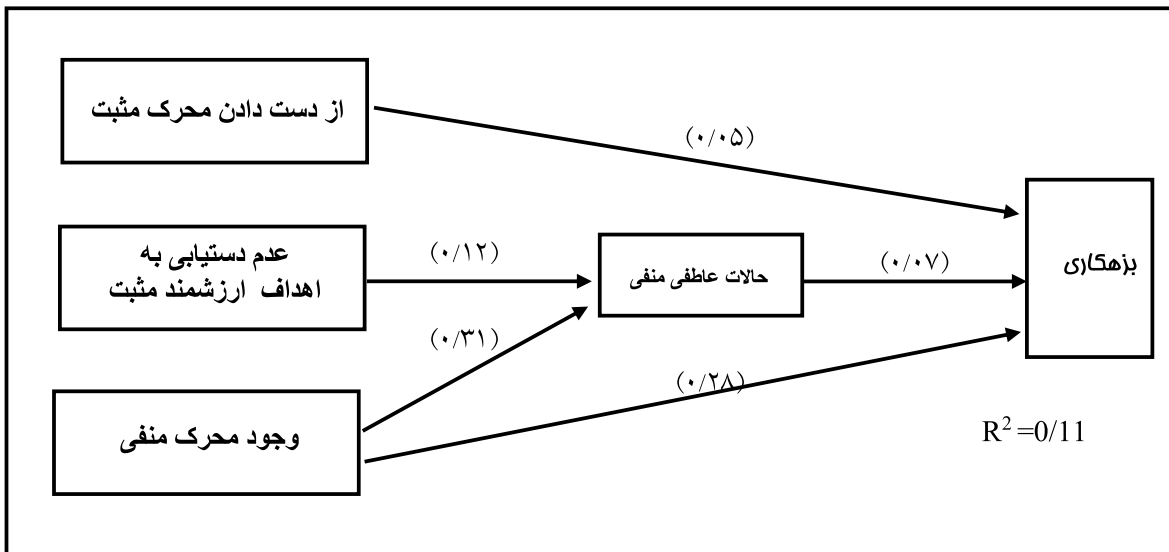 از دست دادن محرک مثبت
(۰/۰۵)
عدم دستیابی به
اهداف ارزشمند مثبت
(۰/۱۲)
حالات عاطفی منفی
(۰/۰۷)
بزهکاری
(۰/۳۱)
(۰/۲۸)
وجود محرک منفی
R² =0/11